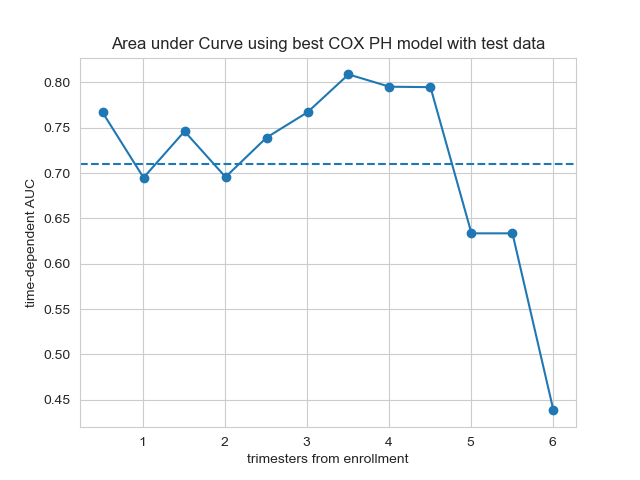 Area under Curve using best COX PH model with test data
time-dependent AUC
0.80
0.75
0.70
0.65
0.60
0.55
0.50
0.45
1 2 3 4 5 6
trimesters from enrollment